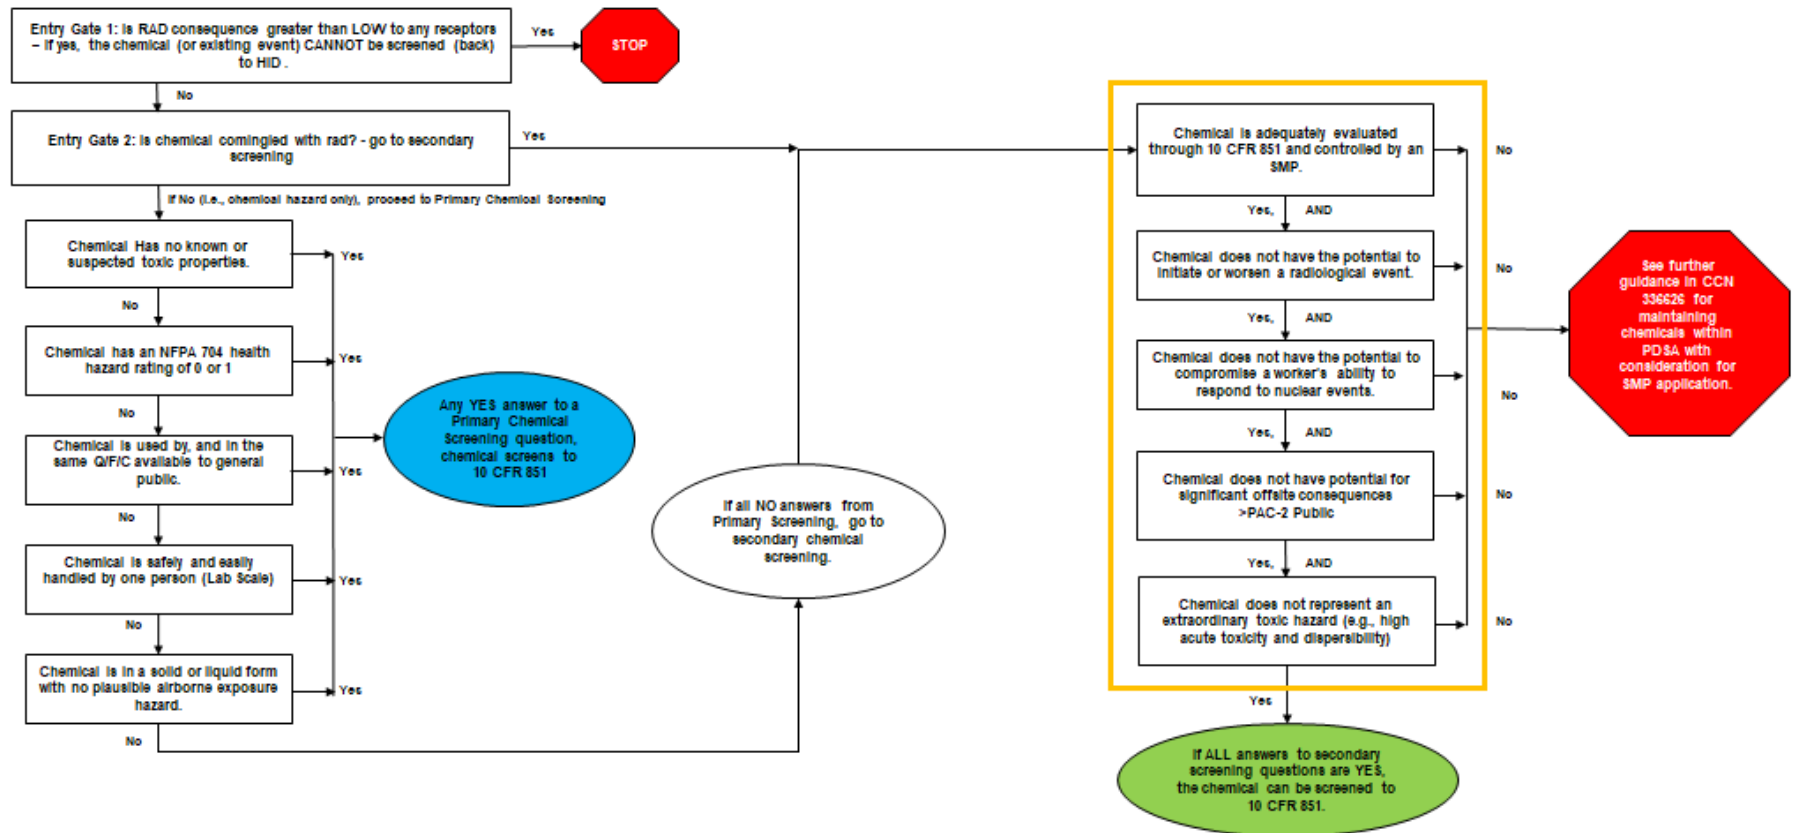 Entry Gate 1: Is RAD consequence greater than LOW to any receptors
– If yes, the chemical (or existing event) CANNOT be screened (back)
to HID .
Yes
STOP
No
Entry Gate 2: Is chemical comingled with rad? - go to secondary
screening
Yes
If No (i.e., chemical hazard only), proceed to Primary Chemical Screening
Chemical Has no known or
suspected toxic properties.
Yes
No
Chemical has an NFPA 704 health
hazard rating of 0 or 1
Yes
No
Chemical is used by, and in the
same Q/F/C available to general
public.
Yes
No
Chemical is safely and easily
handled by one person (Lab Scale)
Yes
No
Chemical is in a solid or liquid form
with no plausible airborne exposure
hazard.
Yes
No
Any YES answer to a
Primary Chemical
Screening question,
chemical screens to
10 CFR 851
If all NO answers from
Primary Screening, go to
secondary chemical
screening.
Chemical is adequately evaluated
through 10 CFR 851 and controlled by an
SMP.
No
Yes, AND
Chemical does not have the potential to
initiate or worsen a radiological event.
No
Yes, AND
Chemical does not have the potential to
compromise a worker's ability to
respond to nuclear events.
No
Yes, AND
Chemical does not have potential for
significant offsite consequences
>PAC-2 Public
No
Yes, AND
Chemical does not represent an
extraordinary toxic hazard (e.g., high
acute toxicity and dispersibility)
No
Yes
If ALL answers to secondary
screening questions are YES,
the chemical can be screened to
10 CFR 851.
See further
guidance in CCN
336626 for
maintaining
chemicals within
PDSA with
consideration for
SMP application.